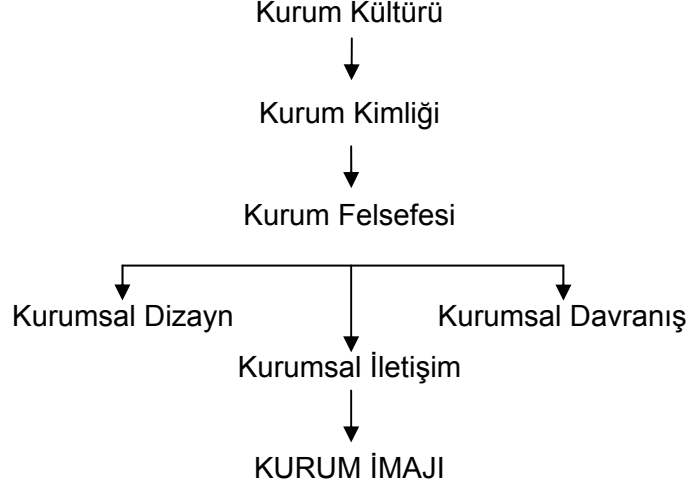 Kurum Kültürü
Kurum Kimliği
Kurum Felsefesi
Kurumsal Dizayn
Kurumsal Davranış
Kurumsal İletişim
KURUM İMAJI